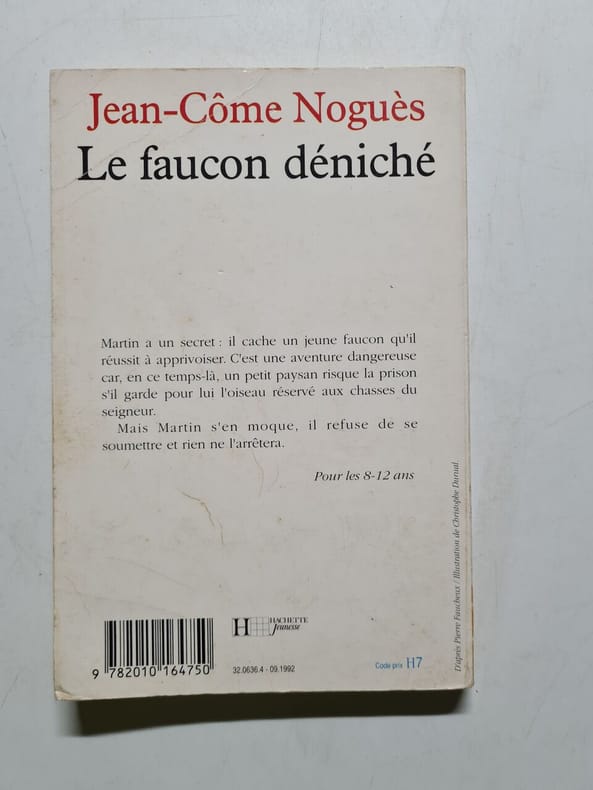 Jean-Côme Noguès
Le faucon déniché
Martin a un secret : il cache un jeune faucon qu'il
réussit à apprivoiser. C'est une aventure dangereuse
car, en ce temps-là, un petit paysan risque la prison
s'il garde pour lui l'oiseau réservé aux chasses du
seigneur.
Mais Martin s'en moque, il refuse de se
soumettre et rien ne l'arrêtera.
Pour les 8-12 ans
D'après Pierre Faucheux / Illustration de Christophe Durual.
H HACHETTE
Jeunesse
9 782010 164750
32.0636.4 - 09.1992
Code prix H7